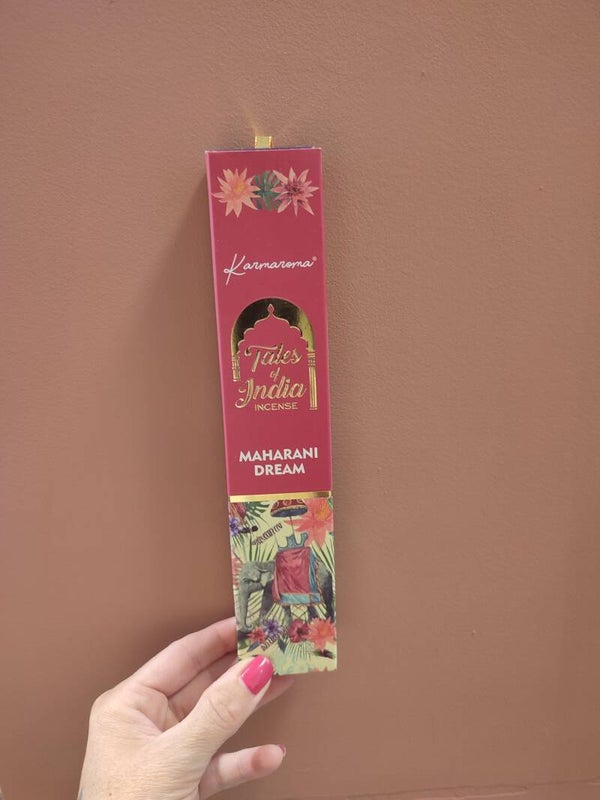 Karmaroma®
Tales
of
India
INCENSE
MAHARANI
DREAM